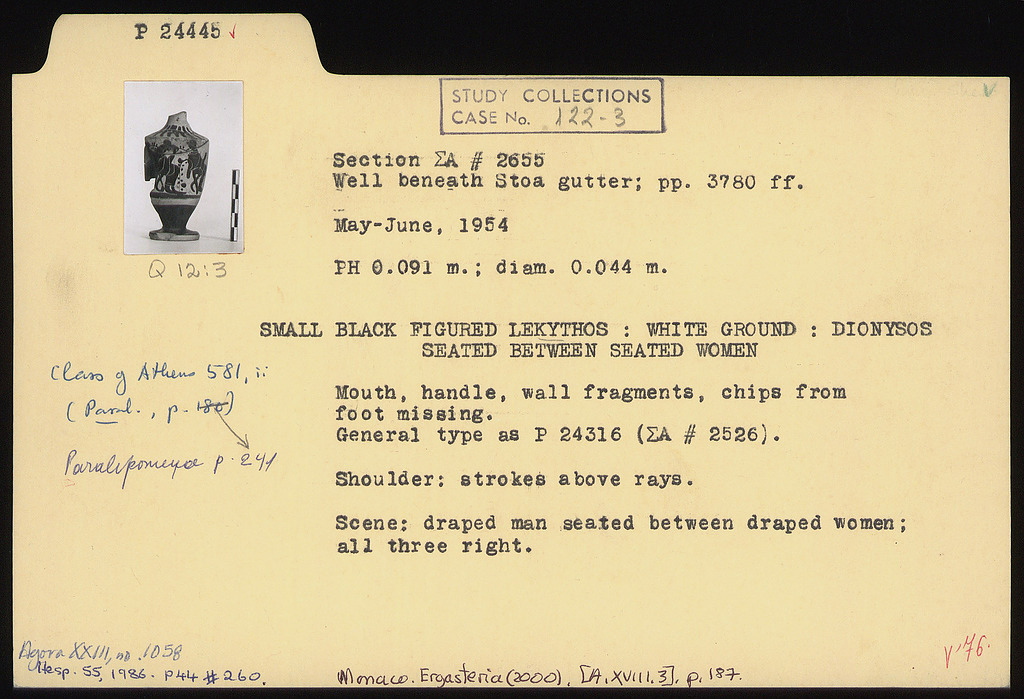 P 24445 ✓
STUDY COLLECTIONS
CASE No. 122-3
Section ΣA # 2655
Well beneath Stoa gutter; pp. 3780 ff.
May-June, 1954
PH 0.091 m.; diam. 0.044 m.
Q 12:3
SMALL BLACK FIGURED LEKYTHOS : WHITE GROUND : DIONYSOS
SEATED BETWEEN SEATED WOMEN
Class of Athens 581, ii
(Paral., p. 180)
Paralipomena p. 241
Mouth, handle, wall fragments, chips from
foot missing.
General type as P 24316 (ΣA # 2526).
Shoulder: strokes above rays.
Scene: draped man seated between draped women;
all three right.
Agora XXIII, no. 1058
Hesp. 55, 1986. P44 # 260.
Monaco. Ergasteria (2000), [A.XVIII.3], p. 187.
V '76.